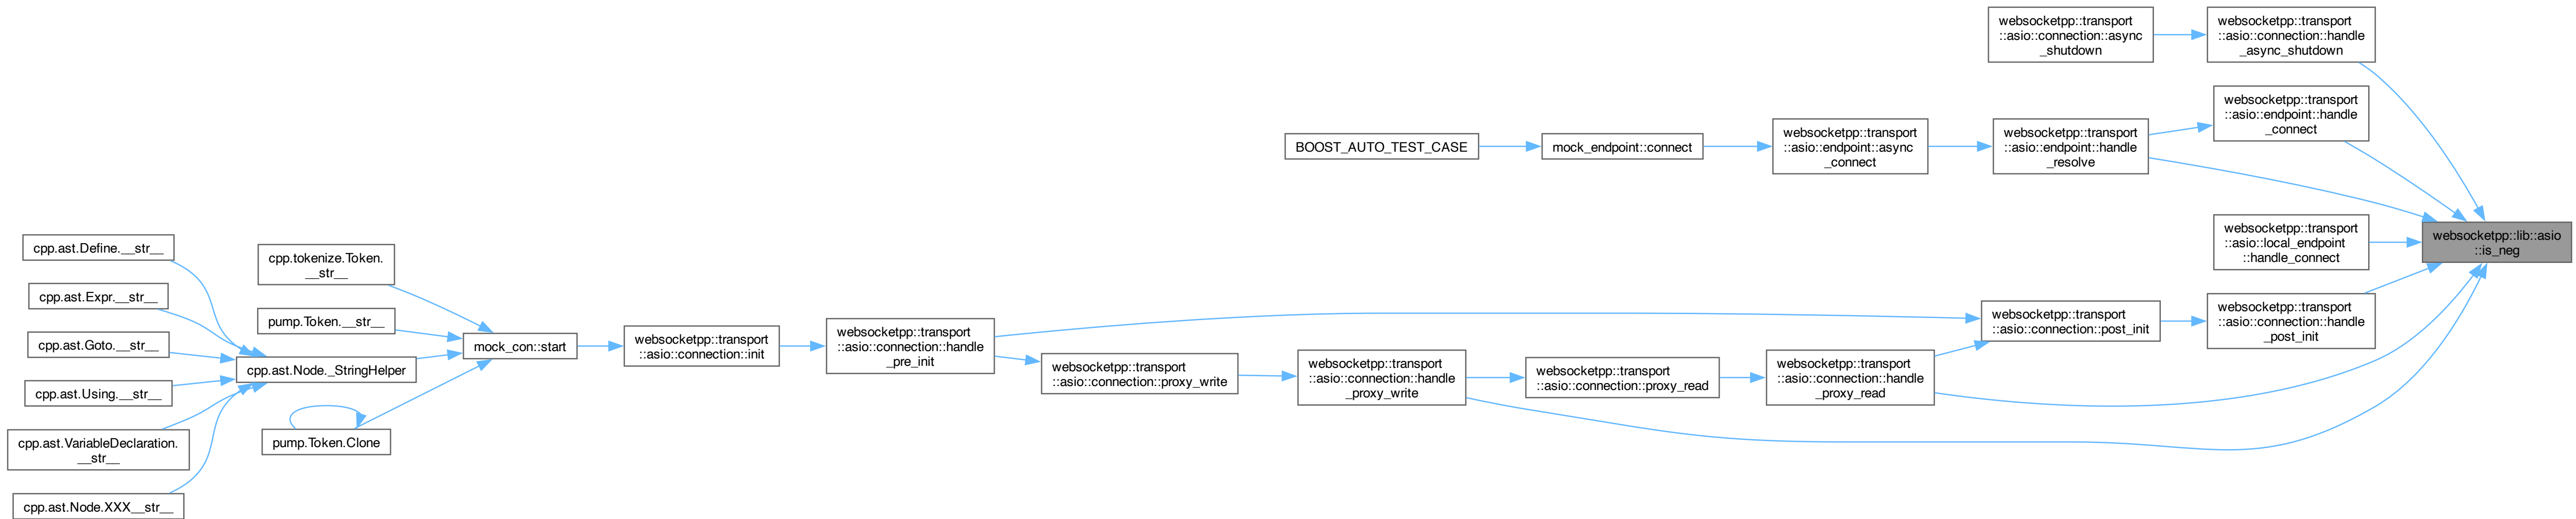 websocketpp::transport
::asio::connection::async
_shutdown
websocketpp::transport
::asio::connection::handle
_async_shutdown
BOOST_AUTO_TEST_CASE
mock_endpoint::connect
websocketpp::transport
::asio::endpoint::async
_connect
websocketpp::transport
::asio::endpoint::handle
_resolve
websocketpp::transport
::asio::endpoint::handle
_connect
websocketpp::lib::asio
::is_neg
websocketpp::transport
::asio::local_endpoint
::handle_connect
cpp.ast.Define.__str__
cpp.ast.Expr.__str__
cpp.ast.Goto.__str__
cpp.ast.Using.__str__
cpp.ast.VariableDeclaration.
__str__
cpp.ast.Node.XXX__str__
cpp.tokenize.Token.
__str__
pump.Token.__str__
cpp.ast.Node._StringHelper
pump.Token.Clone
mock_con::start
websocketpp::transport
::asio::connection::init
websocketpp::transport
::asio::connection::handle
_pre_init
websocketpp::transport
::asio::connection::proxy_write
websocketpp::transport
::asio::connection::handle
_proxy_write
websocketpp::transport
::asio::connection::proxy_read
websocketpp::transport
::asio::connection::handle
_proxy_read
websocketpp::transport
::asio::connection::post_init
websocketpp::transport
::asio::connection::handle
_post_init